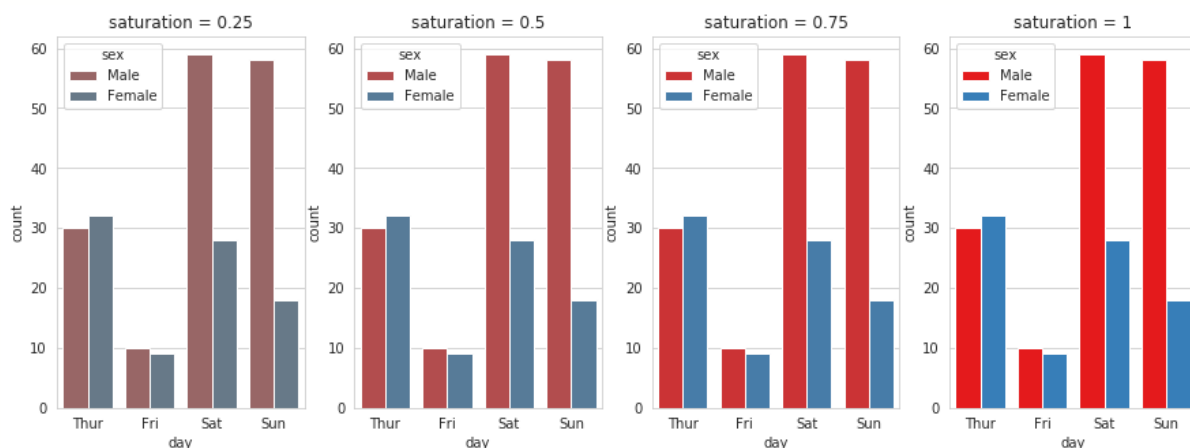 saturation = 0.25
sex
Male
Female
60
50
40
30
20
10
0
count
Thur Fri Sat Sun
day
saturation = 0.5
sex
Male
Female
60
50
40
30
20
10
0
count
Thur Fri Sat Sun
day
saturation = 0.75
sex
Male
Female
60
50
40
30
20
10
0
count
Thur Fri Sat Sun
day
saturation = 1
sex
Male
Female
60
50
40
30
20
10
0
count
Thur Fri Sat Sun
day